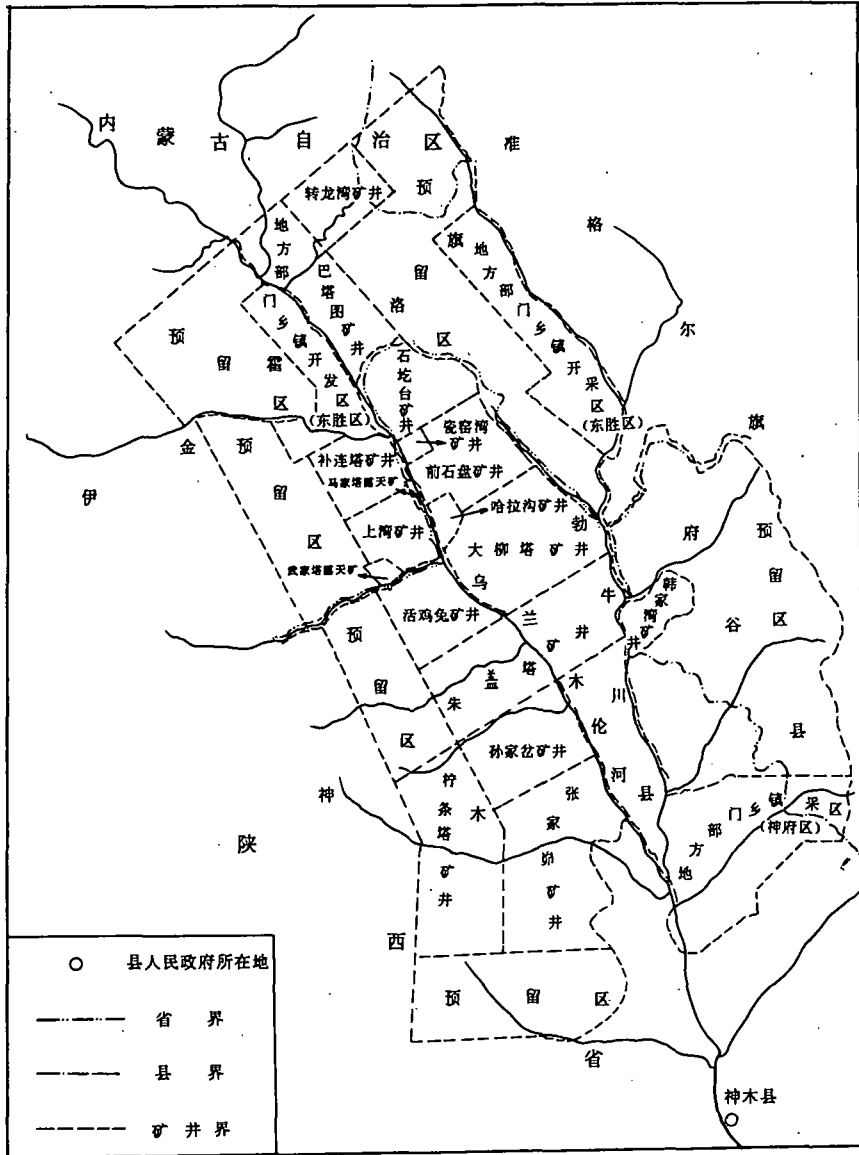 内蒙古自治区
准格尔旗
伊金霍洛旗
陕西省
神木县
府谷县
乌兰木伦河
勃牛川
转龙湾矿井
预留区
地方部门乡镇开发区
(东胜区)
巴塔图矿井
预留区
地方部门乡镇开采区
(东胜区)
预留区
石圪台矿井
瓷窑湾矿井
补连塔矿井
前石盘矿井
马家塔露天矿
哈拉沟矿井
上湾矿井
大柳塔矿井
武家塔露天矿
预留区
韩家湾矿井
预留区
活鸡兔矿井
朱盖塔矿井
预留区
孙家岔矿井
柠条塔矿井
张家峁矿井
地方部门乡镇采区
(神府区)
预留区
神木县
县人民政府所在地
省界
县界
矿井界